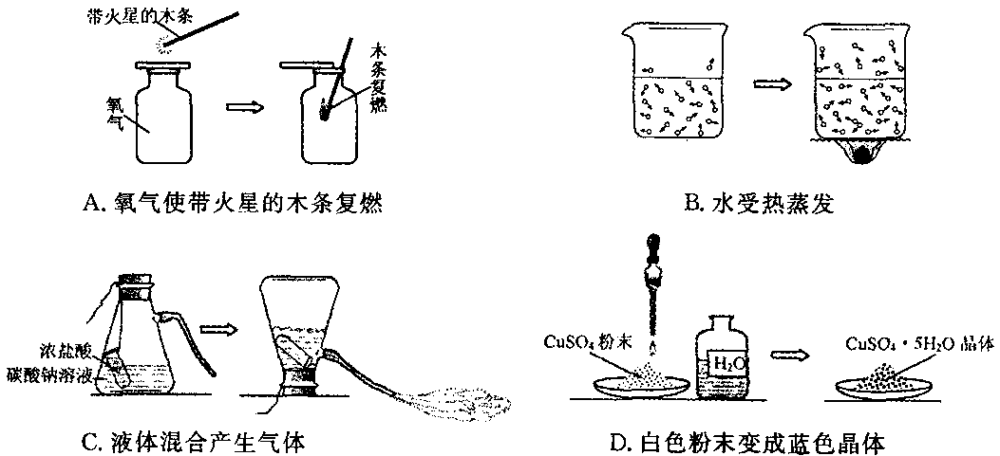 带火星的木条
氧气
木条复燃
A. 氧气使带火星的木条复燃
B. 水受热蒸发
浓盐酸
碳酸钠溶液
C. 液体混合产生气体
CuSO₄粉末
H₂O
CuSO₄·5H₂O 晶体
D. 白色粉末变成蓝色晶体